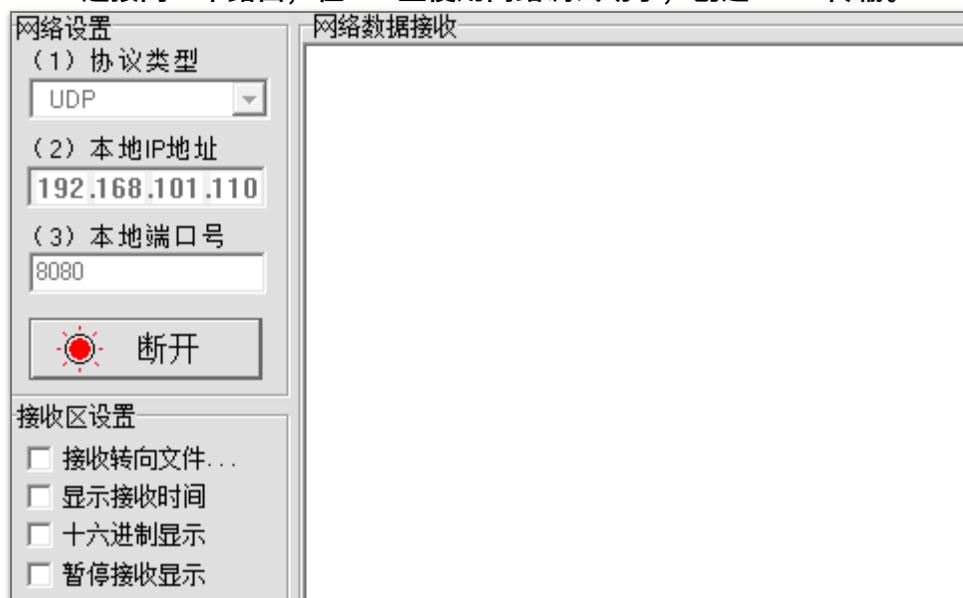 网络设置
（1）协议类型
UDP
（2）本地IP地址
192.168.101.110
（3）本地端口号
8080
断开
接收区设置
接收转向文件...
显示接收时间
十六进制显示
暂停接收显示
网络数据接收